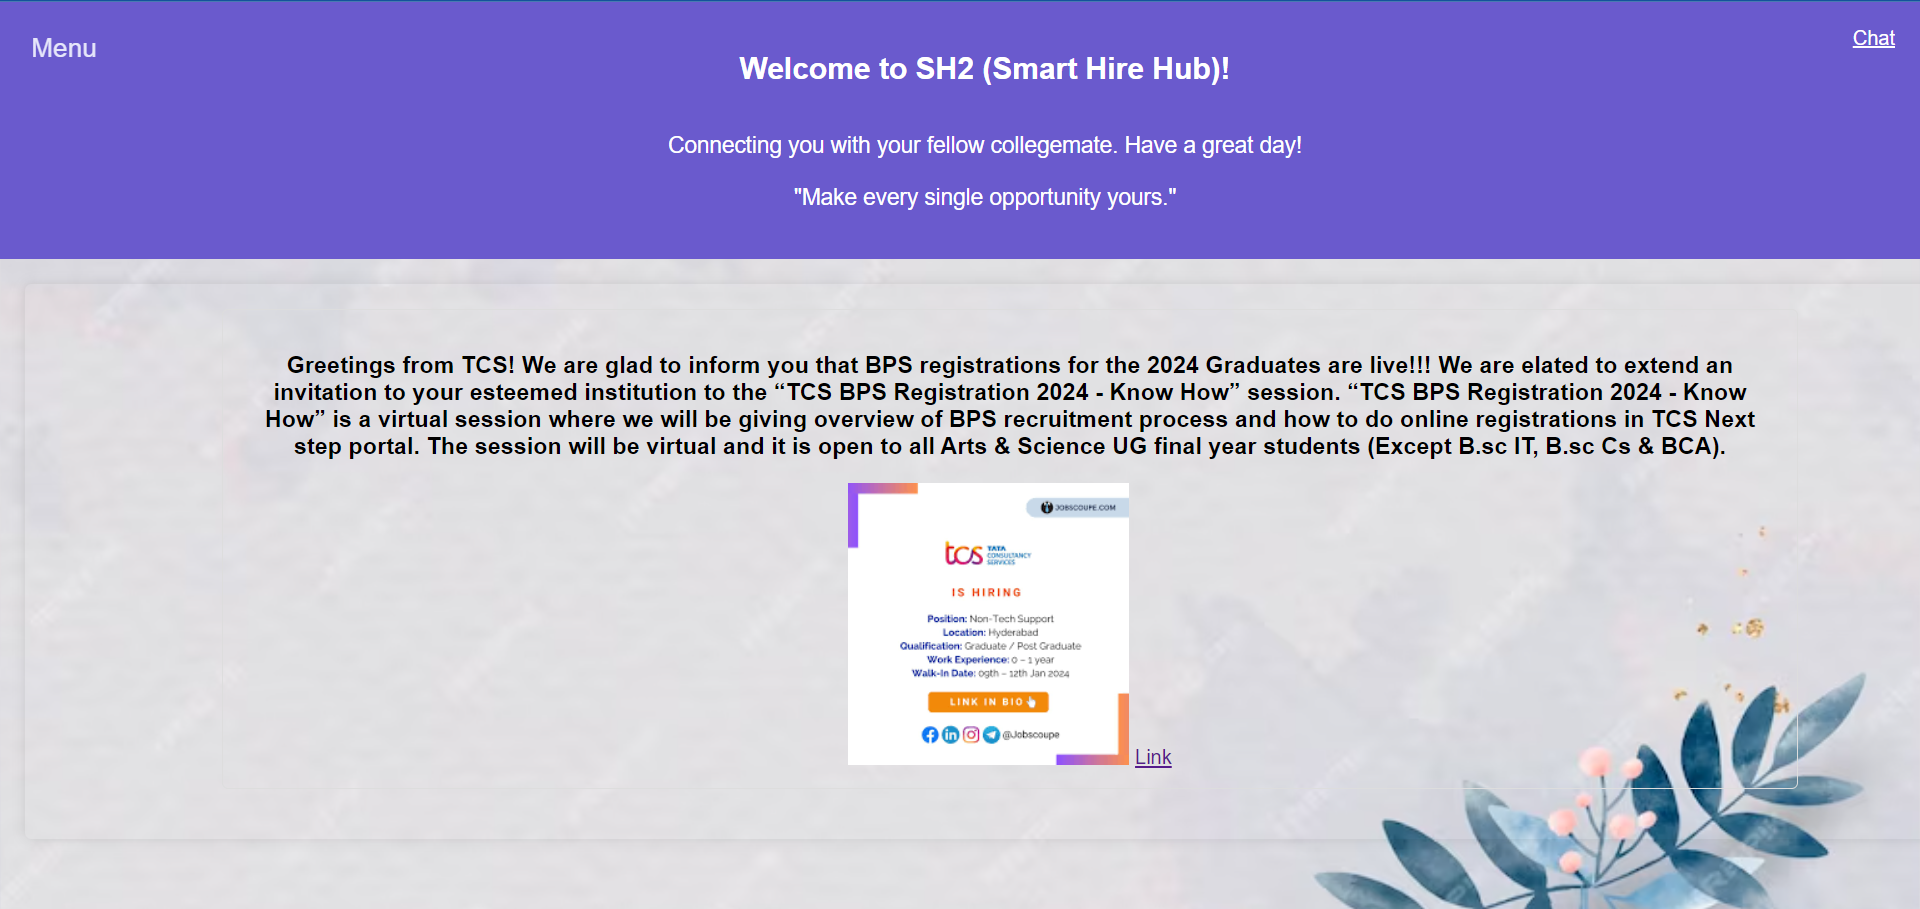 Menu
Chat
Welcome to SH2 (Smart Hire Hub)!
Connecting you with your fellow collegemate. Have a great day!
"Make every single opportunity yours."
Greetings from TCS! We are glad to inform you that BPS registrations for the 2024 Graduates are live!!! We are elated to extend an
invitation to your esteemed institution to the “TCS BPS Registration 2024 - Know How” session. “TCS BPS Registration 2024 - Know
How” is a virtual session where we will be giving overview of BPS recruitment process and how to do online registrations in TCS Next
step portal. The session will be virtual and it is open to all Arts & Science UG final year students (Except B.sc IT, B.sc Cs & BCA).
JOBSCOUPE.COM
tcs TATA
CONSULTANCY
SERVICES
IS HIRING
Position: Non-Tech Support
Location: Hyderabad
Qualification: Graduate / Post Graduate
Work Experience: 0 – 1 year
Walk-In Date: 09th – 12th Jan 2024
LINK IN BIO
@Jobscoupe
Link